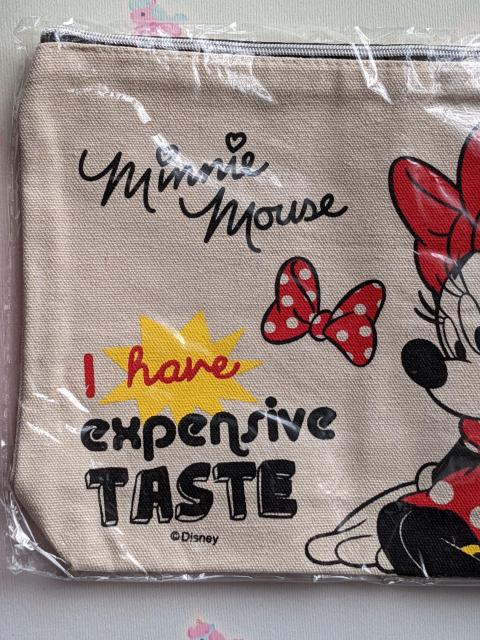 Minnie
Mouse
I have
expensive
TASTE
©Disney